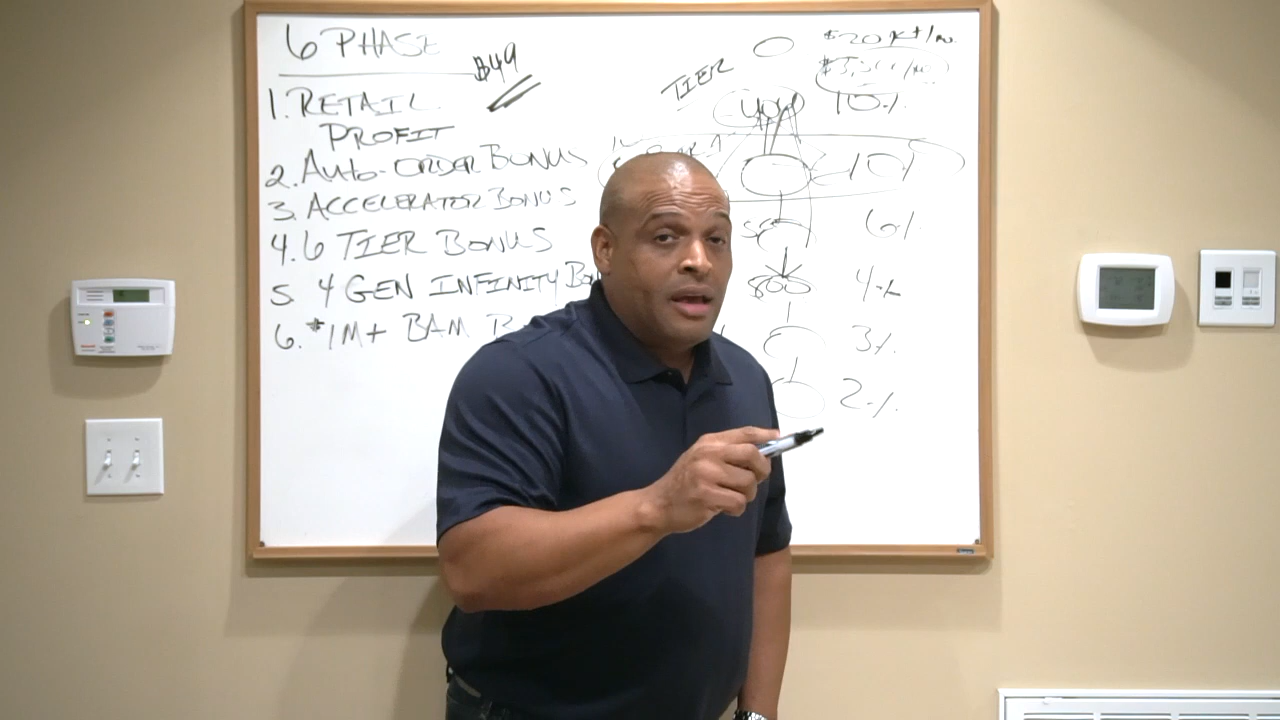 6 PHASE
$49
1. RETAIL
PROFIT
2. AUTO-ORDER BONUS
3. ACCELERATOR BONUS
4. 6 TIER BONUS
5 4 GEN INFINITY
6. $1M+ BAM B
TIER
$20K+/mo.
400
10%
10%
6%
800
4%
3%
2%